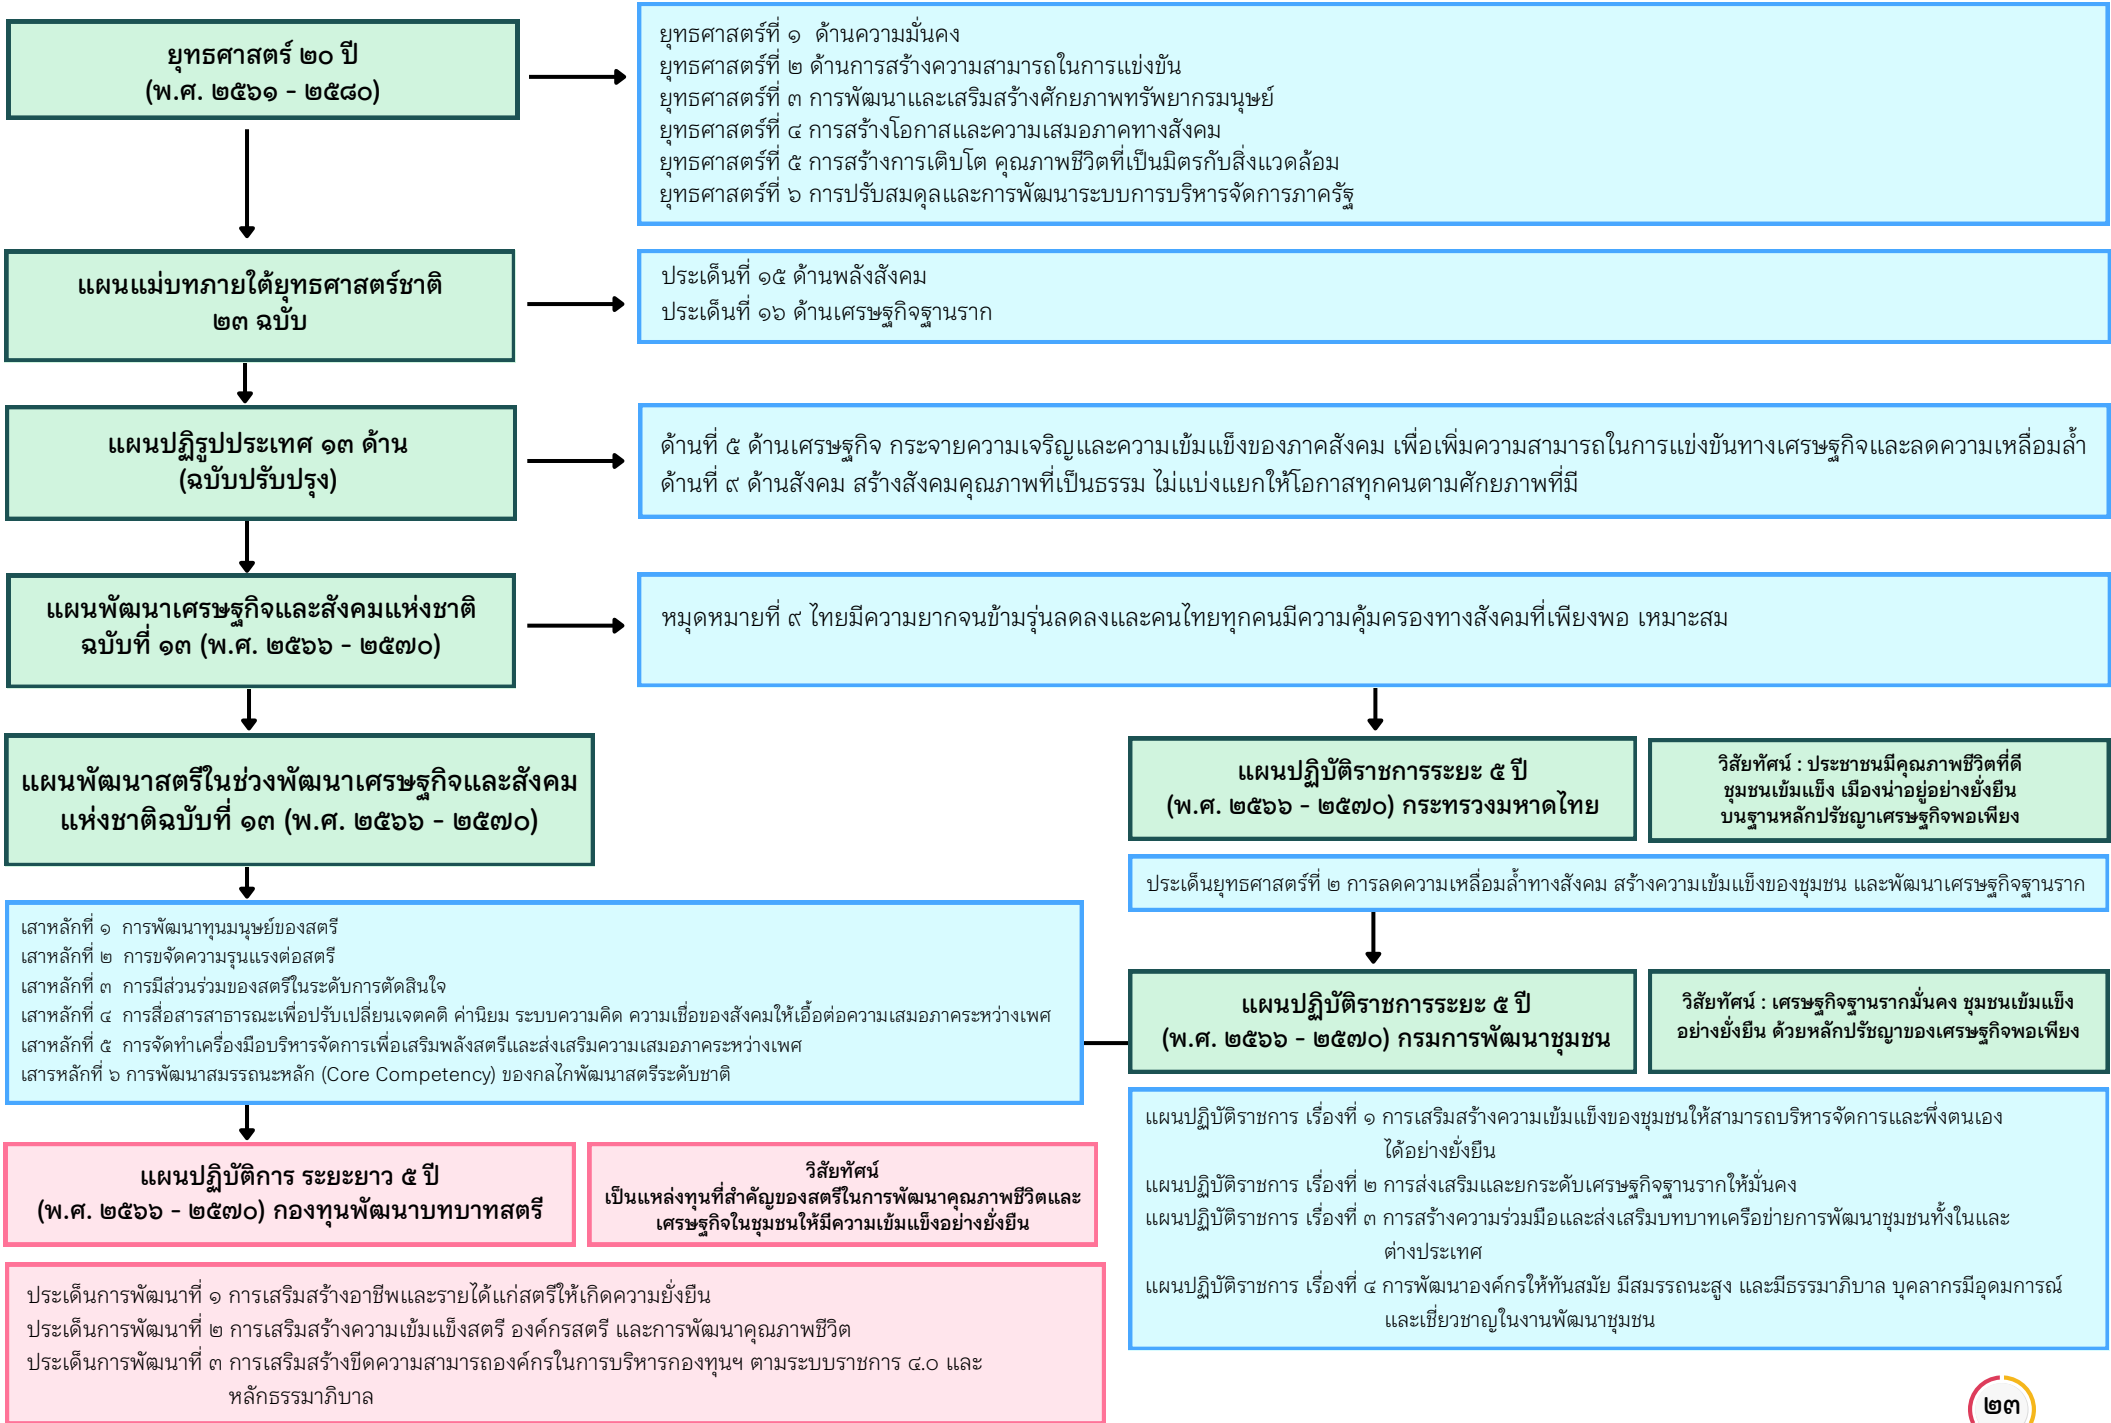 ยุทธศาสตร์ ๒๐ ปี
(พ.ศ. ๒๕๖๑ - ๒๕๘๐)
ยุทธศาสตร์ที่ ๑  ด้านความมั่นคง
ยุทธศาสตร์ที่ ๒ ด้านการสร้างความสามารถในการแข่งขัน
ยุทธศาสตร์ที่ ๓ การพัฒนาและเสริมสร้างศักยภาพทรัพยากรมนุษย์
ยุทธศาสตร์ที่ ๔ การสร้างโอกาสและความเสมอภาคทางสังคม
ยุทธศาสตร์ที่ ๕ การสร้างการเติบโต คุณภาพชีวิตที่เป็นมิตรกับสิ่งแวดล้อม
ยุทธศาสตร์ที่ ๖ การปรับสมดุลและการพัฒนาระบบการบริหารจัดการภาครัฐ
แผนแม่บทภายใต้ยุทธศาสตร์ชาติ
๒๓ ฉบับ
ประเด็นที่ ๑๕ ด้านพลังสังคม
ประเด็นที่ ๑๖ ด้านเศรษฐกิจฐานราก
แผนปฏิรูปประเทศ ๑๓ ด้าน
(ฉบับปรับปรุง)
ด้านที่ ๕ ด้านเศรษฐกิจ กระจายความเจริญและความเข้มแข็งของภาคสังคม เพื่อเพิ่มความสามารถในการแข่งขันทางเศรษฐกิจและลดความเหลื่อมล้ำ
ด้านที่ ๙ ด้านสังคม สร้างสังคมคุณภาพที่เป็นธรรม ไม่แบ่งแยกให้โอกาสทุกคนตามศักยภาพที่มี
แผนพัฒนาเศรษฐกิจและสังคมแห่งชาติ
ฉบับที่ ๑๓ (พ.ศ. ๒๕๖๖ - ๒๕๗๐)
หมุดหมายที่ ๙ ไทยมีความยากจนข้ามรุ่นลดลงและคนไทยทุกคนมีความคุ้มครองทางสังคมที่เพียงพอ เหมาะสม
แผนพัฒนาสตรีในช่วงพัฒนาเศรษฐกิจและสังคม
แห่งชาติฉบับที่ ๑๓ (พ.ศ. ๒๕๖๖ - ๒๕๗๐)
เสาหลักที่ ๑  การพัฒนาทุนมนุษย์ของสตรี
เสาหลักที่ ๒  การขจัดความรุนแรงต่อสตรี
เสาหลักที่ ๓  การมีส่วนร่วมของสตรีในระดับการตัดสินใจ
เสาหลักที่ ๔  การสื่อสารสาธารณะเพื่อปรับเปลี่ยนเจตคติ ค่านิยม ระบบความคิด ความเชื่อของสังคมให้เอื้อต่อความเสมอภาคระหว่างเพศ
เสาหลักที่ ๕  การจัดทำเครื่องมือบริหารจัดการเพื่อเสริมพลังสตรีและส่งเสริมความเสมอภาคระหว่างเพศ
เสารหลักที่ ๖ การพัฒนาสมรรถนะหลัก (Core Competency) ของกลไกพัฒนาสตรีระดับชาติ
แผนปฏิบัติการ ระยะยาว ๕ ปี
(พ.ศ. ๒๕๖๖ - ๒๕๗๐) กองทุนพัฒนาบทบาทสตรี
วิสัยทัศน์
เป็นแหล่งทุนที่สำคัญของสตรีในการพัฒนาคุณภาพชีวิตและ
เศรษฐกิจในชุมชนให้มีความเข้มแข็งอย่างยั่งยืน
ประเด็นการพัฒนาที่ ๑ การเสริมสร้างอาชีพและรายได้แก่สตรีให้เกิดความยั่งยืน
ประเด็นการพัฒนาที่ ๒ การเสริมสร้างความเข้มแข็งสตรี องค์กรสตรี และการพัฒนาคุณภาพชีวิต
ประเด็นการพัฒนาที่ ๓ การเสริมสร้างขีดความสามารถองค์กรในการบริหารกองทุนฯ ตามระบบราชการ ๔.๐ และ
หลักธรรมาภิบาล
แผนปฏิบัติราชการระยะ ๕ ปี
(พ.ศ. ๒๕๖๖ - ๒๕๗๐) กระทรวงมหาดไทย
วิสัยทัศน์ : ประชาชนมีคุณภาพชีวิตที่ดี
ชุมชนเข้มแข็ง เมืองน่าอยู่อย่างยั่งยืน
บนฐานหลักปรัชญาเศรษฐกิจพอเพียง
ประเด็นยุทธศาสตร์ที่ ๒ การลดความเหลื่อมล้ำทางสังคม สร้างความเข้มแข็งของชุมชน และพัฒนาเศรษฐกิจฐานราก
แผนปฏิบัติราชการระยะ ๕ ปี
(พ.ศ. ๒๕๖๖ - ๒๕๗๐) กรมการพัฒนาชุมชน
วิสัยทัศน์ : เศรษฐกิจฐานรากมั่นคง ชุมชนเข้มแข็ง
อย่างยั่งยืน ด้วยหลักปรัชญาของเศรษฐกิจพอเพียง
แผนปฏิบัติราชการ เรื่องที่ ๑ การเสริมสร้างความเข้มแข็งของชุมชนให้สามารถบริหารจัดการและพึ่งตนเอง
ได้อย่างยั่งยืน
แผนปฏิบัติราชการ เรื่องที่ ๒ การส่งเสริมและยกระดับเศรษฐกิจฐานรากให้มั่นคง
แผนปฏิบัติราชการ เรื่องที่ ๓ การสร้างความร่วมมือและส่งเสริมบทบาทเครือข่ายการพัฒนาชุมชนทั้งในและ
ต่างประเทศ
แผนปฏิบัติราชการ เรื่องที่ ๔ การพัฒนาองค์กรให้ทันสมัย มีสมรรถนะสูง และมีธรรมาภิบาล บุคลากรมีอุดมการณ์
และเชี่ยวชาญในงานพัฒนาชุมชน
๒๓